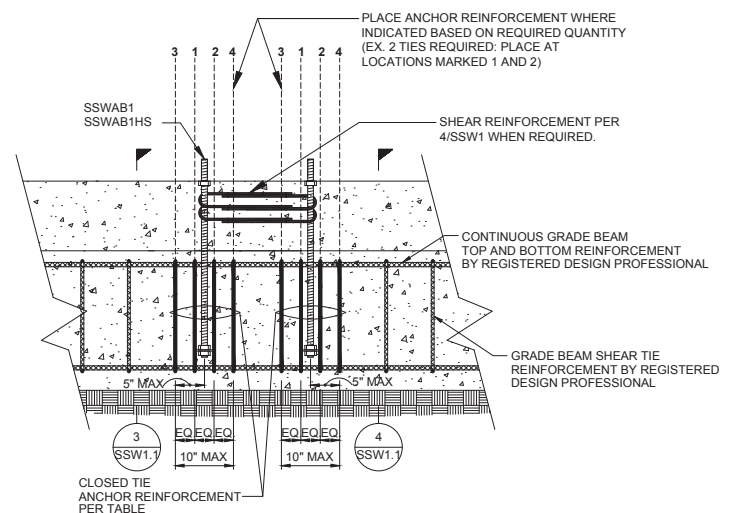 PLACE ANCHOR REINFORCEMENT WHERE
INDICATED BASED ON REQUIRED QUANTITY
(EX. 2 TIES REQUIRED: PLACE AT
LOCATIONS MARKED 1 AND 2)
3 1 2 4 3 1 2 4
SSWAB1
SSWAB1HS
SHEAR REINFORCEMENT PER
4/SSW1 WHEN REQUIRED.
CONTINUOUS GRADE BEAM
TOP AND BOTTOM REINFORCEMENT
BY REGISTERED DESIGN PROFESSIONAL
GRADE BEAM SHEAR TIE
REINFORCEMENT BY REGISTERED
DESIGN PROFESSIONAL
5" MAX 5" MAX
3
SSW1.1
EQ. EQ. EQ. EQ. EQ. EQ.
10" MAX 10" MAX
4
SSW1.1
CLOSED TIE
ANCHOR REINFORCEMENT
PER TABLE